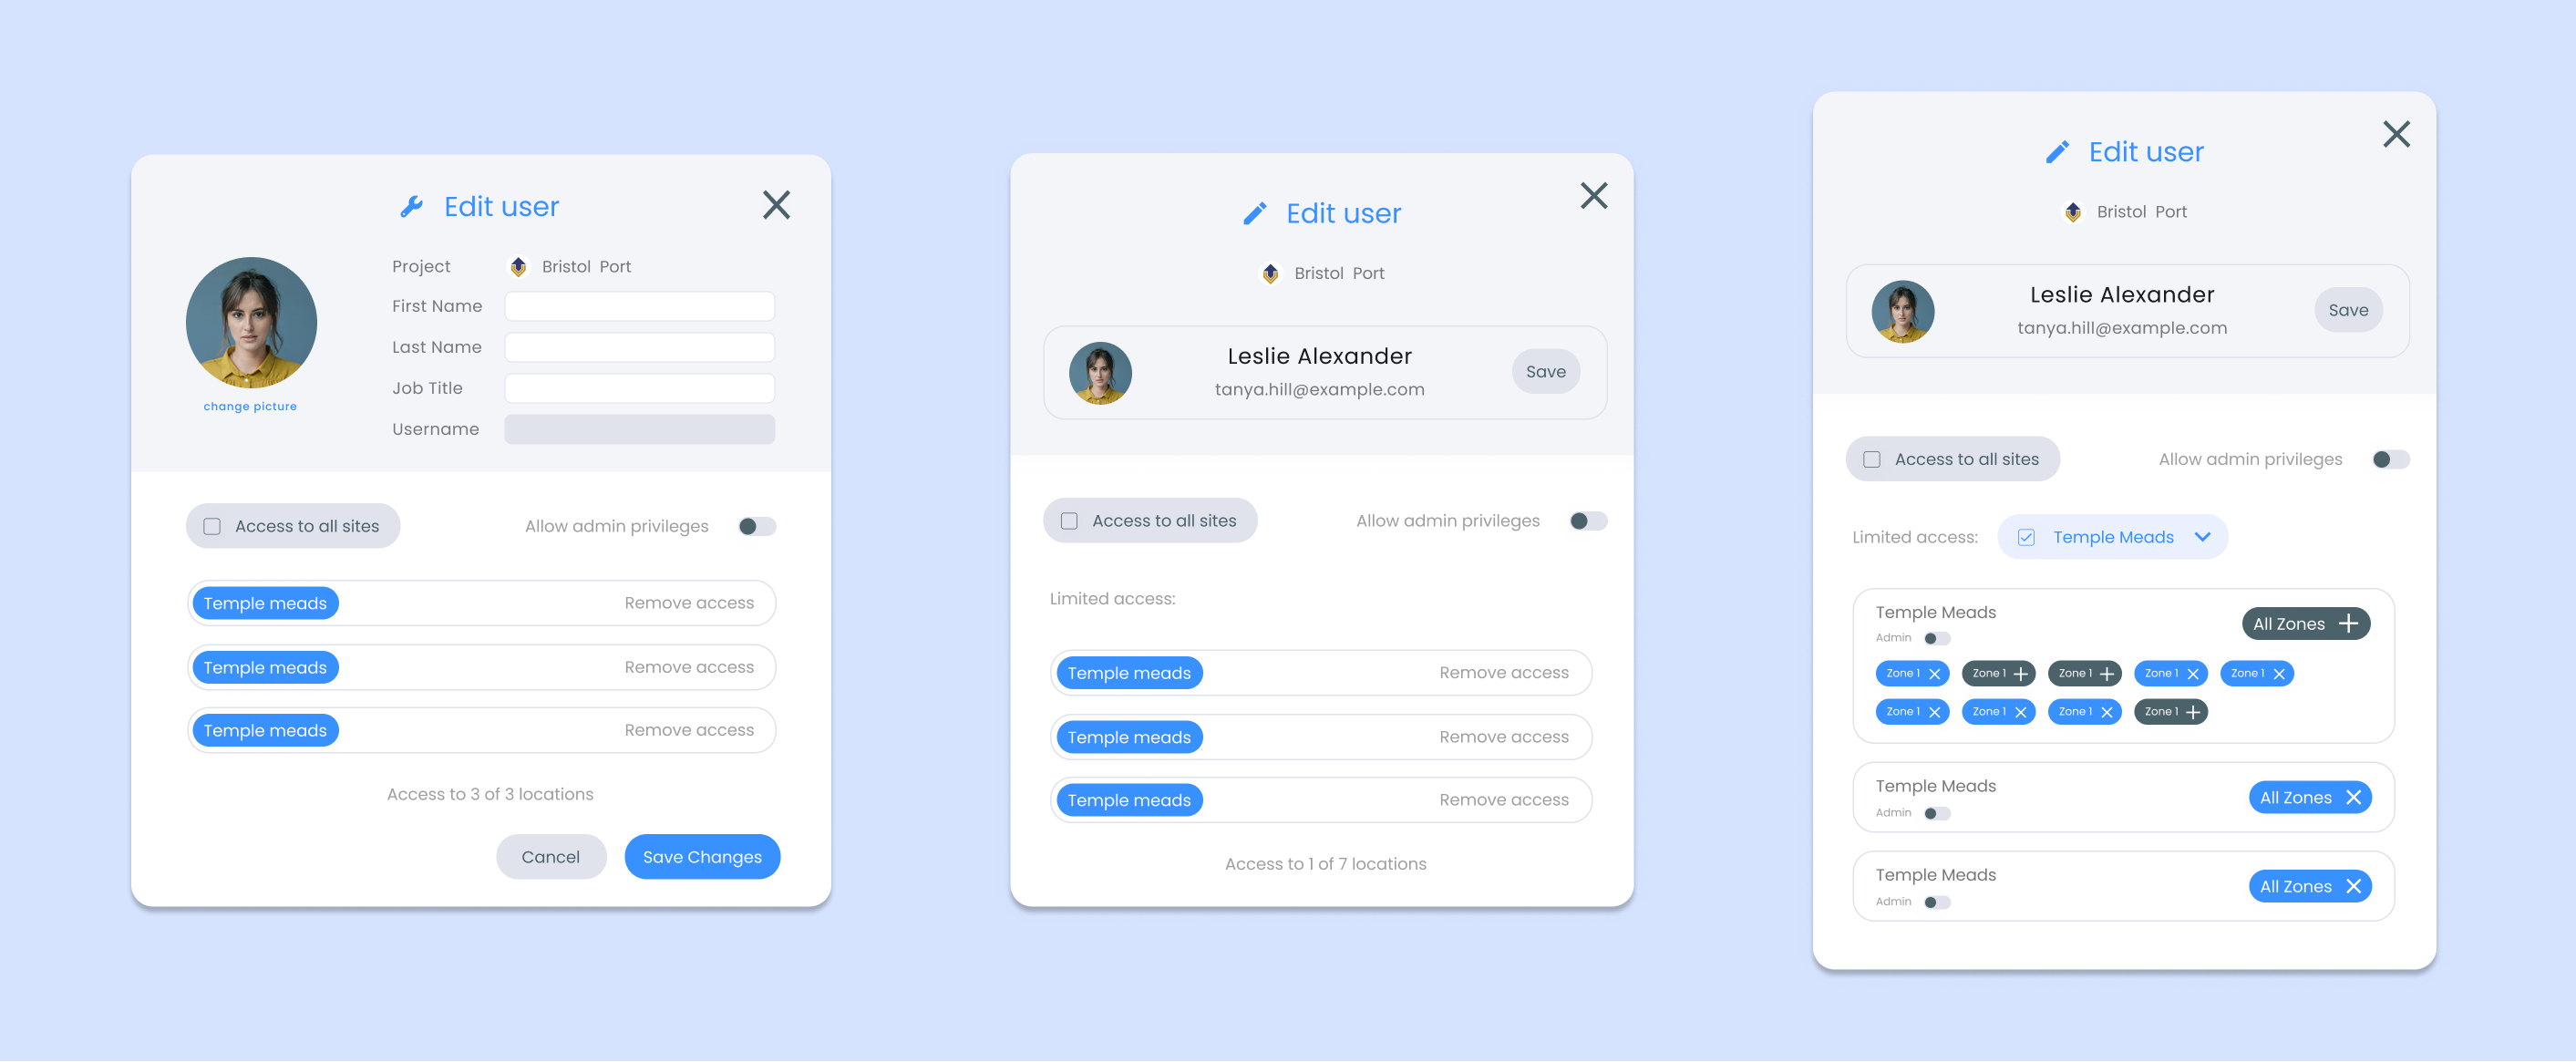 Edit user
Project Bristol Port
First Name
Last Name
Job Title
Username
change picture
Access to all sites
Allow admin privileges
Temple meads Remove access
Temple meads Remove access
Temple meads Remove access
Access to 3 of 3 locations
Cancel Save Changes
Edit user
Bristol Port
Leslie Alexander
tanya.hill@example.com
Save
Access to all sites
Allow admin privileges
Limited access:
Temple meads Remove access
Temple meads Remove access
Temple meads Remove access
Access to 1 of 7 locations
Edit user
Bristol Port
Leslie Alexander
tanya.hill@example.com
Save
Access to all sites
Allow admin privileges
Limited access: Temple Meads
Temple Meads
Admin
All Zones
Zone 1 Zone 1 Zone 1 Zone 1 Zone 1
Zone 1 Zone 1 Zone 1 Zone 1
Temple Meads
Admin
All Zones
Temple Meads
Admin
All Zones